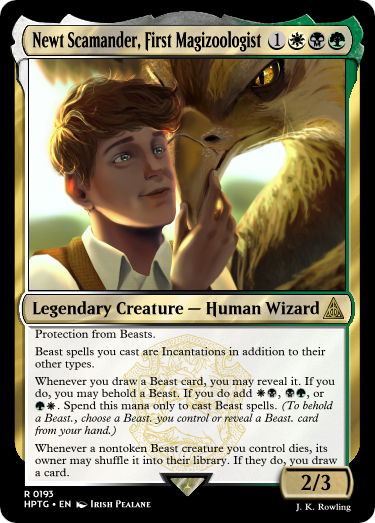 Newt Scamander, First Magizoologist 1
Legendary Creature — Human Wizard
Protection from Beasts.
Beast spells you cast are Incantations in addition to their
other types.
Whenever you draw a Beast card, you may reveal it. If you
do, you may behold a Beast. If you do add , , or
. Spend this mana only to cast Beast spells. (To behold
a Beast., choose a Beast. you control or reveal a Beast. card
from your hand.)
Whenever a nontoken Beast creature you control dies, its
owner may shuffle it into their library. If they do, you draw
a card.
2/3
R 0193
HPTG • EN Irish Pealane
J. K. Rowling